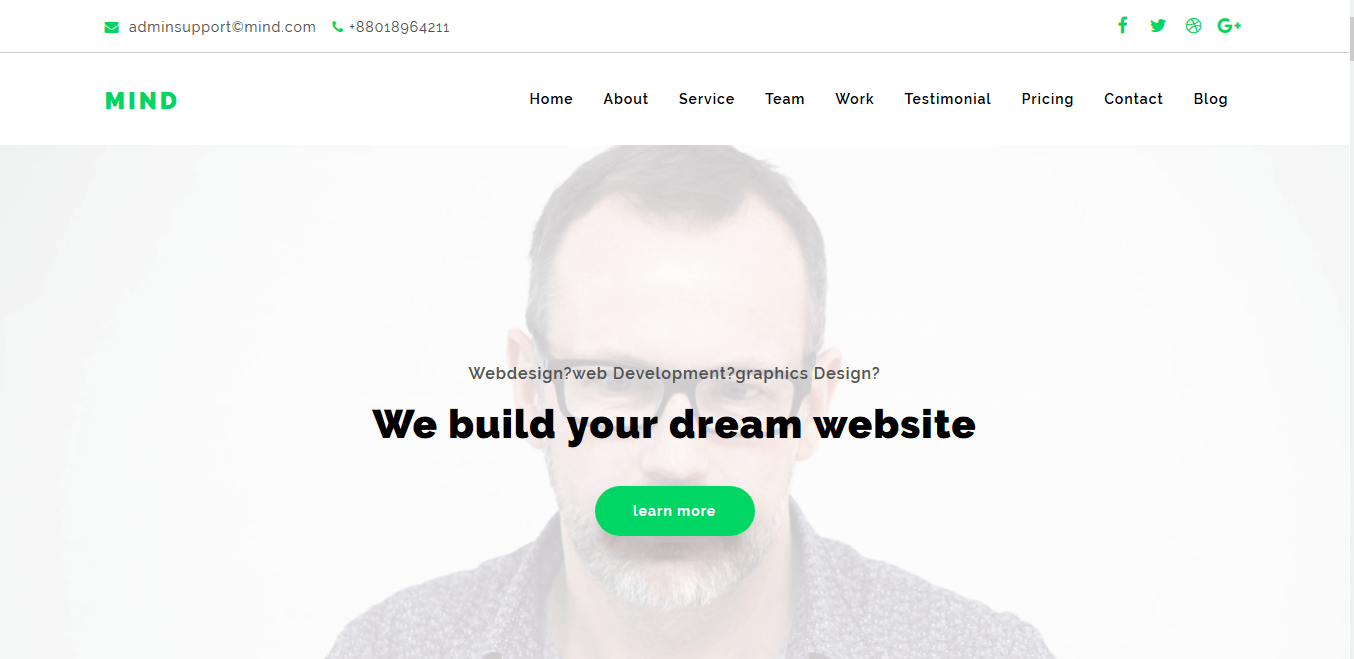 adminsupport©mind.com +88018964211
MIND
Home About Service Team Work Testimonial Pricing Contact Blog
Webdesign?web Development?graphics Design?
We build your dream website
learn more